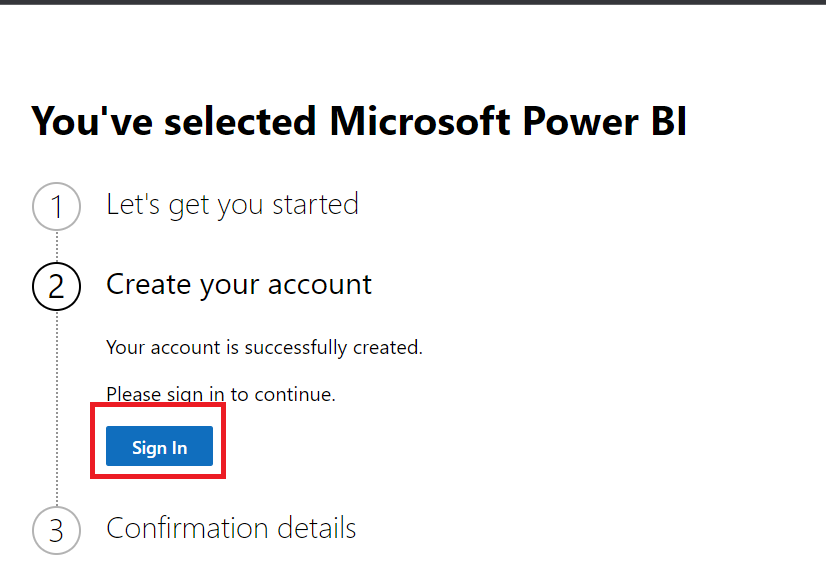 You've selected Microsoft Power BI
1 Let's get you started
2 Create your account
Your account is successfully created.
Please sign in to continue.
Sign In
3 Confirmation details